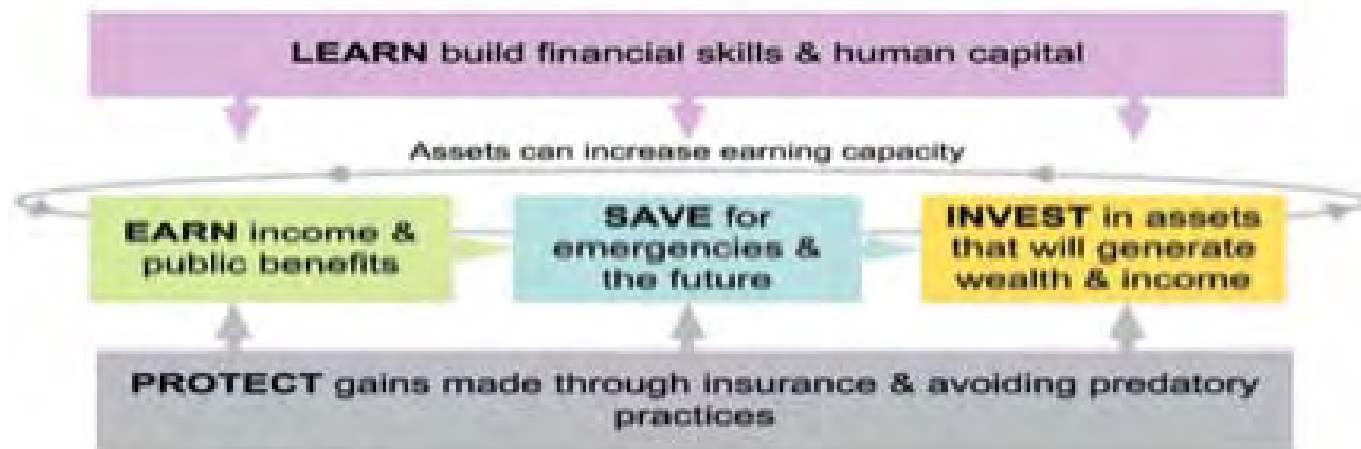 LEARN build financial skills & human capital
Assets can increase earning capacity
EARN income &
public benefits
SAVE for
emergencies &
the future
INVEST in assets
that will generate
wealth & income
PROTECT gains made through insurance & avoiding predatory
practices